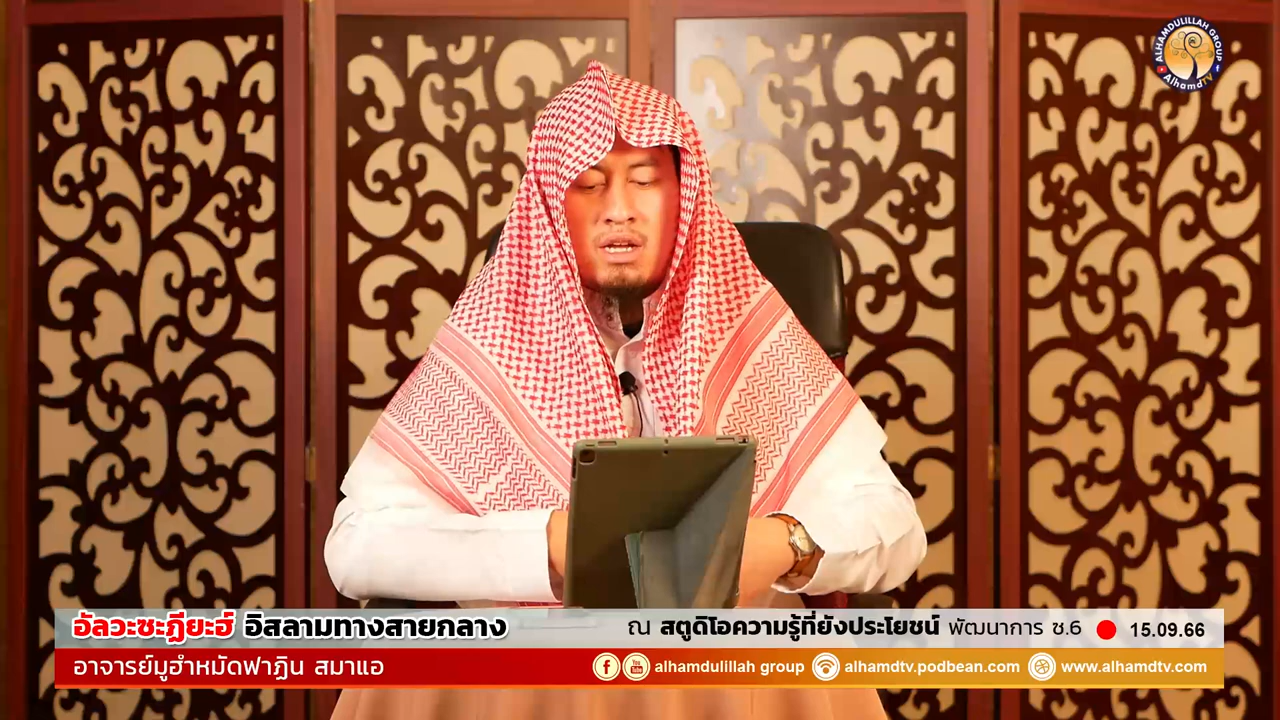 ALHAMDULILLAH GROUP
AlhamdTV
อัลวะซะฏียะฮ์ อิสลามทางสายกลาง
ณ สตูดิโอความรู้ที่ยังประโยชน์ พัฒนาการ ซ.6 15.09.66
อาจารย์มูฮำหมัดฟาฏิน สมาแอ
alhamdulillah group alhamdtv.podbean.com www.alhamdtv.com